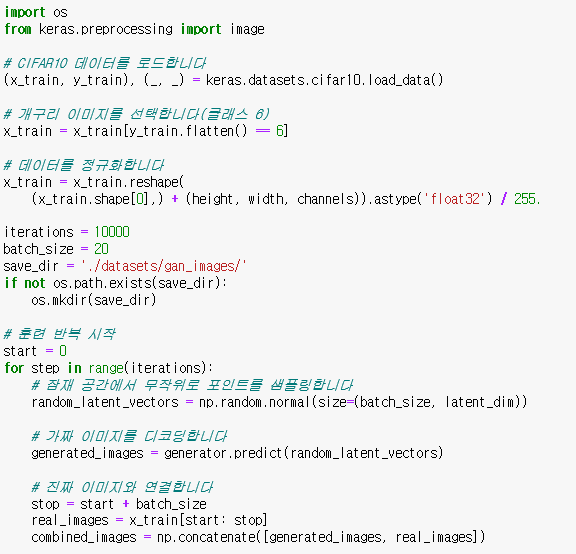 import os
from keras.preprocessing import image
# CIFAR10 데이터를 로드합니다
(x_train, y_train), (_, _) = keras.datasets.cifar10.load_data()
# 개구리 이미지를 선택합니다(클래스 6)
x_train = x_train[y_train.flatten() == 6]
# 데이터를 정규화합니다
x_train = x_train.reshape(
    (x_train.shape[0],) + (height, width, channels)).astype('float32') / 255.
iterations = 10000
batch_size = 20
save_dir = './datasets/gan_images/'
if not os.path.exists(save_dir):
    os.mkdir(save_dir)
# 훈련 반복 시작
start = 0
for step in range(iterations):
    # 잠재 공간에서 무작위로 포인트를 샘플링합니다
    random_latent_vectors = np.random.normal(size=(batch_size, latent_dim))
    # 가짜 이미지를 디코딩합니다
    generated_images = generator.predict(random_latent_vectors)
    # 진짜 이미지와 연결합니다
    stop = start + batch_size
    real_images = x_train[start: stop]
    combined_images = np.concatenate([generated_images, real_images])